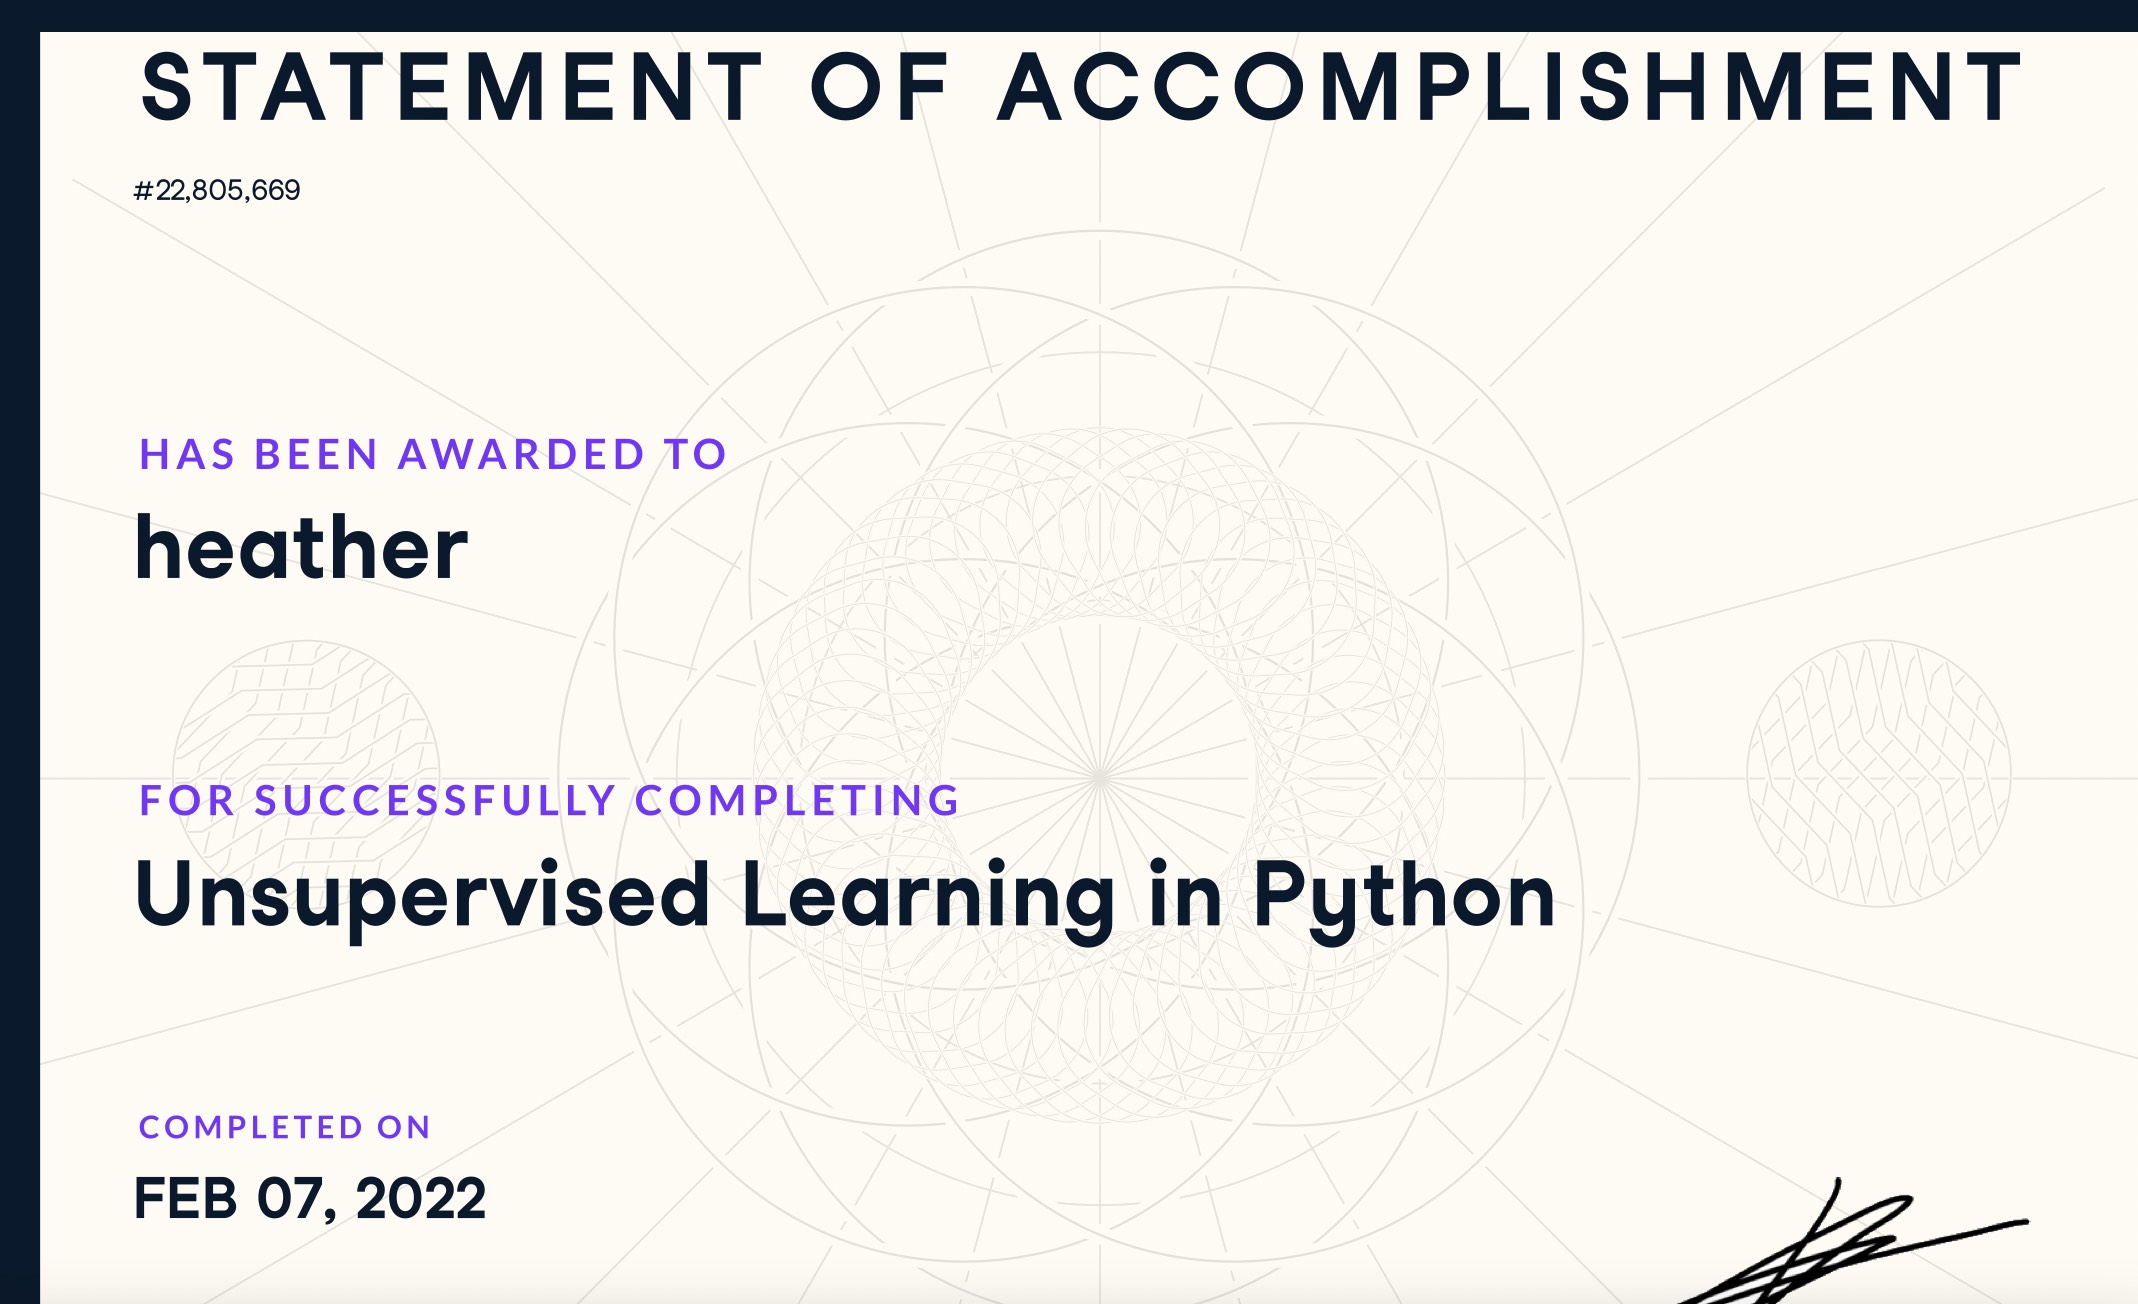 STATEMENT OF ACCOMPLISHMENT
#22,805,669
HAS BEEN AWARDED TO
heather
FOR SUCCESSFULLY COMPLETING
Unsupervised Learning in Python
COMPLETED ON
FEB 07, 2022